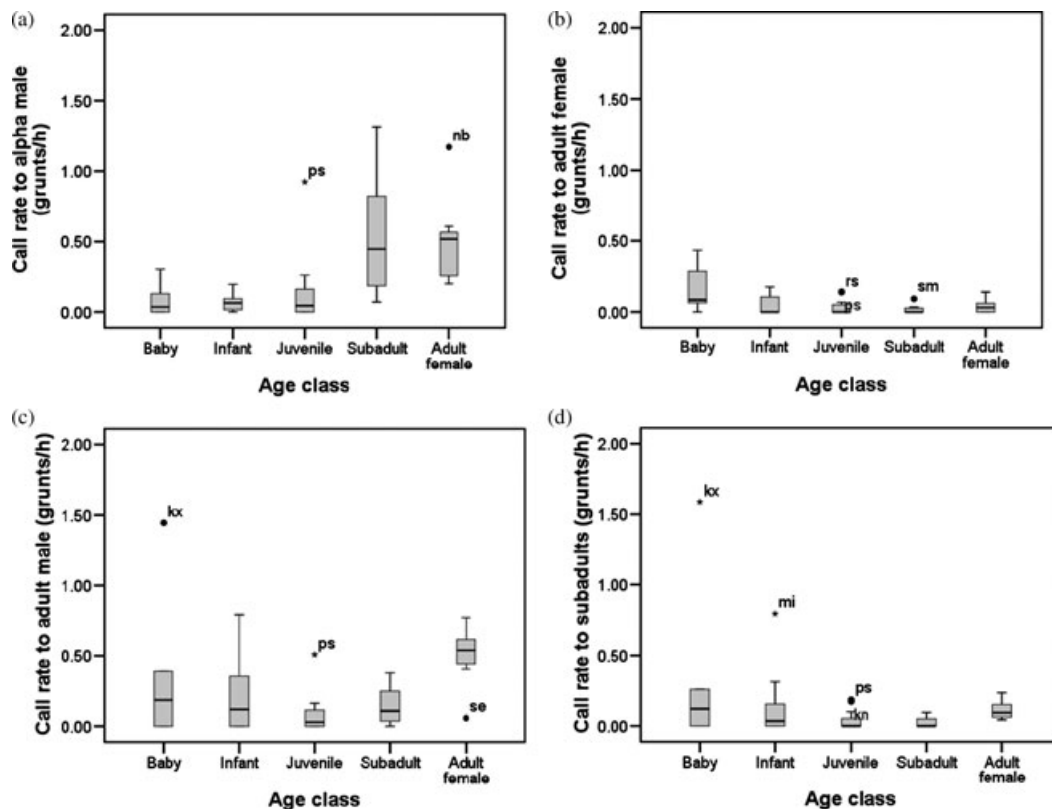 (a)
Call rate to alpha male
(grunts/h)
2.00
1.50
1.00
0.50
0.00
nb
ps
Baby Infant Juvenile Subadult Adult
female
Age class
(b)
Call rate to adult female
(grunts/h)
2.00
1.50
1.00
0.50
0.00
rs
ps
sm
Baby Infant Juvenile Subadult Adult
female
Age class
(c)
Call rate to adult male (grunts/h)
2.00
1.50
1.00
0.50
0.00
kx
ps
se
Baby Infant Juvenile Subadult Adult
female
Age class
(d)
Call rate to subadults (grunts/h)
2.00
1.50
1.00
0.50
0.00
kx
mi
ps
kn
Baby Infant Juvenile Subadult Adult
female
Age class